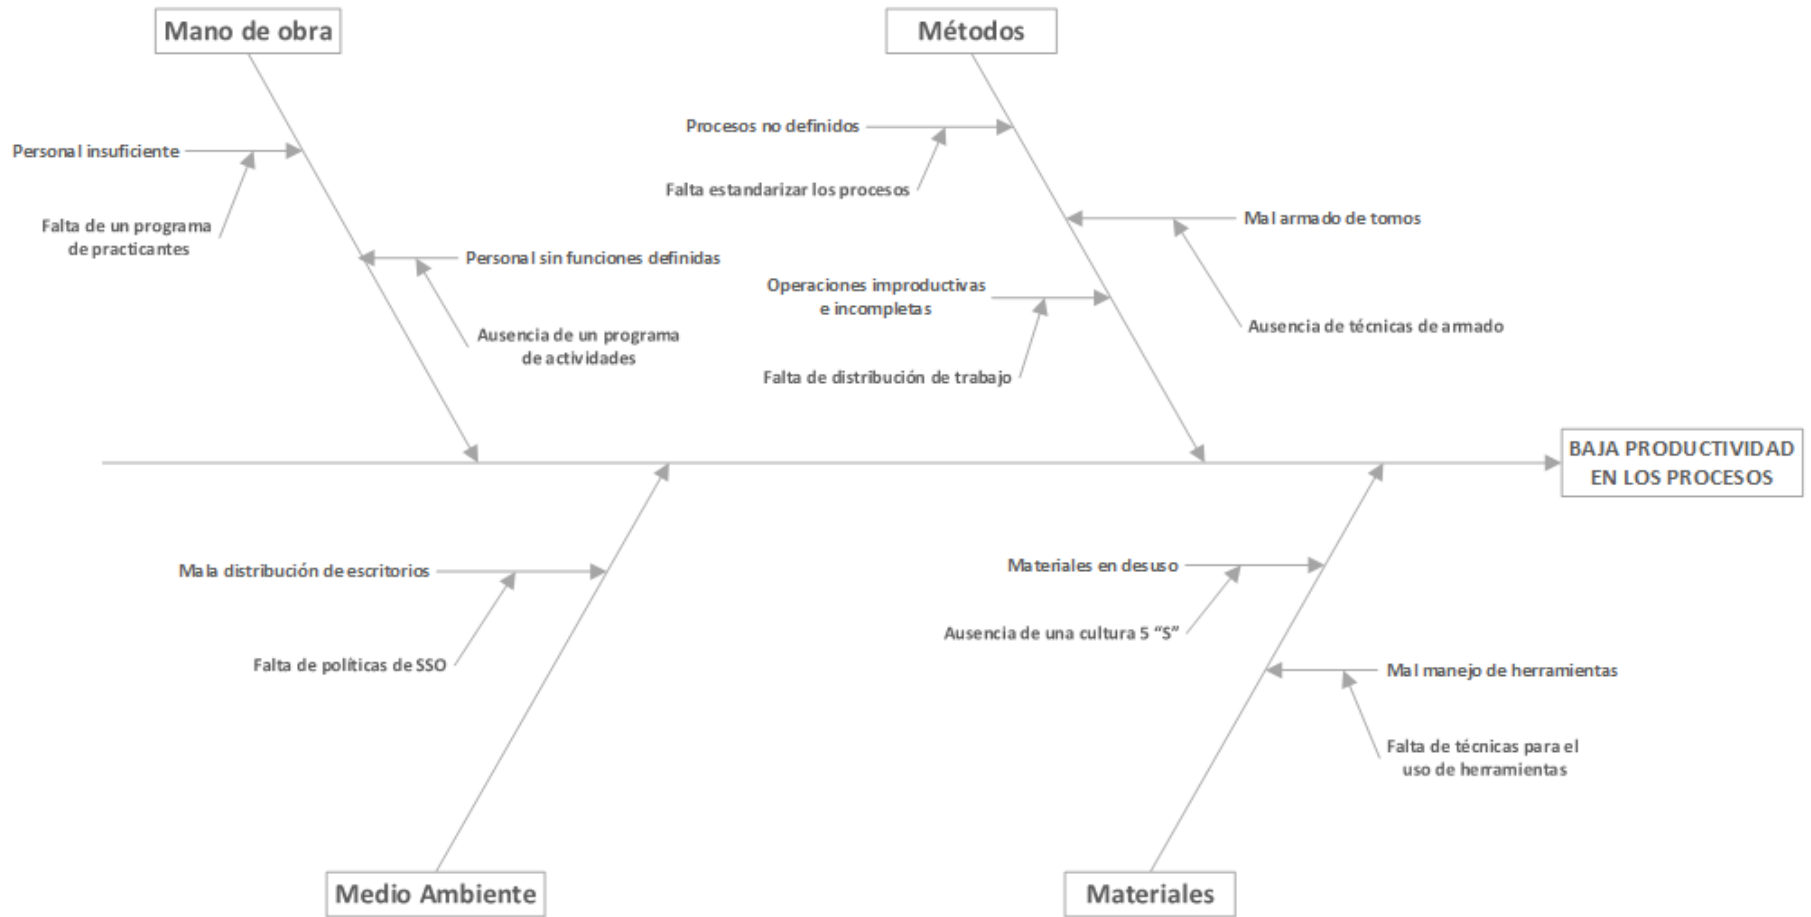 Mano de obra
Métodos
Procesos no definidos
Personal insuficiente
Falta estandarizar los procesos
Mal armado de tomos
Falta de un programa
de practicantes
Personal sin funciones definidas
Operaciones improductivas
e incompletas
Ausencia de un programa
de actividades
Ausencia de técnicas de armado
Falta de distribución de trabajo
BAJA PRODUCTIVIDAD
EN LOS PROCESOS
Mala distribución de escritorios
Materiales en desuso
Ausencia de una cultura 5 “S”
Falta de políticas de SSO
Mal manejo de herramientas
Falta de técnicas para el
uso de herramientas
Medio Ambiente
Materiales